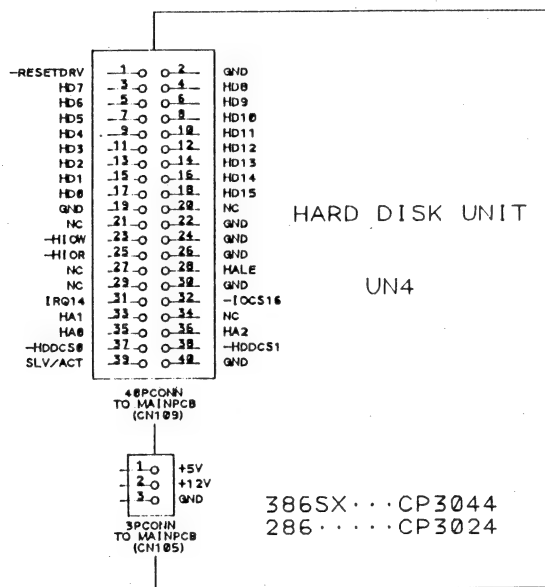 -RESETDRV 1 2 GND
HD7 3 4 HD8
HD6 5 6 HD9
HD5 7 8 HD10
HD4 9 10 HD11
HD3 11 12 HD12
HD2 13 14 HD13
HD1 15 16 HD14
HD0 17 18 HD15
GND 19 20 NC
NC 21 22 GND
-HIOW 23 24 GND
-HIOR 25 26 GND
NC 27 28 HALE
NC 29 30 GND
IRQ14 31 32 -IOCS16
HA1 33 34 NC
HA0 35 36 HA2
-HDDCS0 37 38 -HDDCS1
SLV/ACT 39 40 GND
40PCONN
TO MAINPCB
(CN109)
HARD DISK UNIT
UN4
1 +5V
2 +12V
3 GND
3PCONN
TO MAINPCB
(CN105)
386SX···CP3044
286·····CP3024